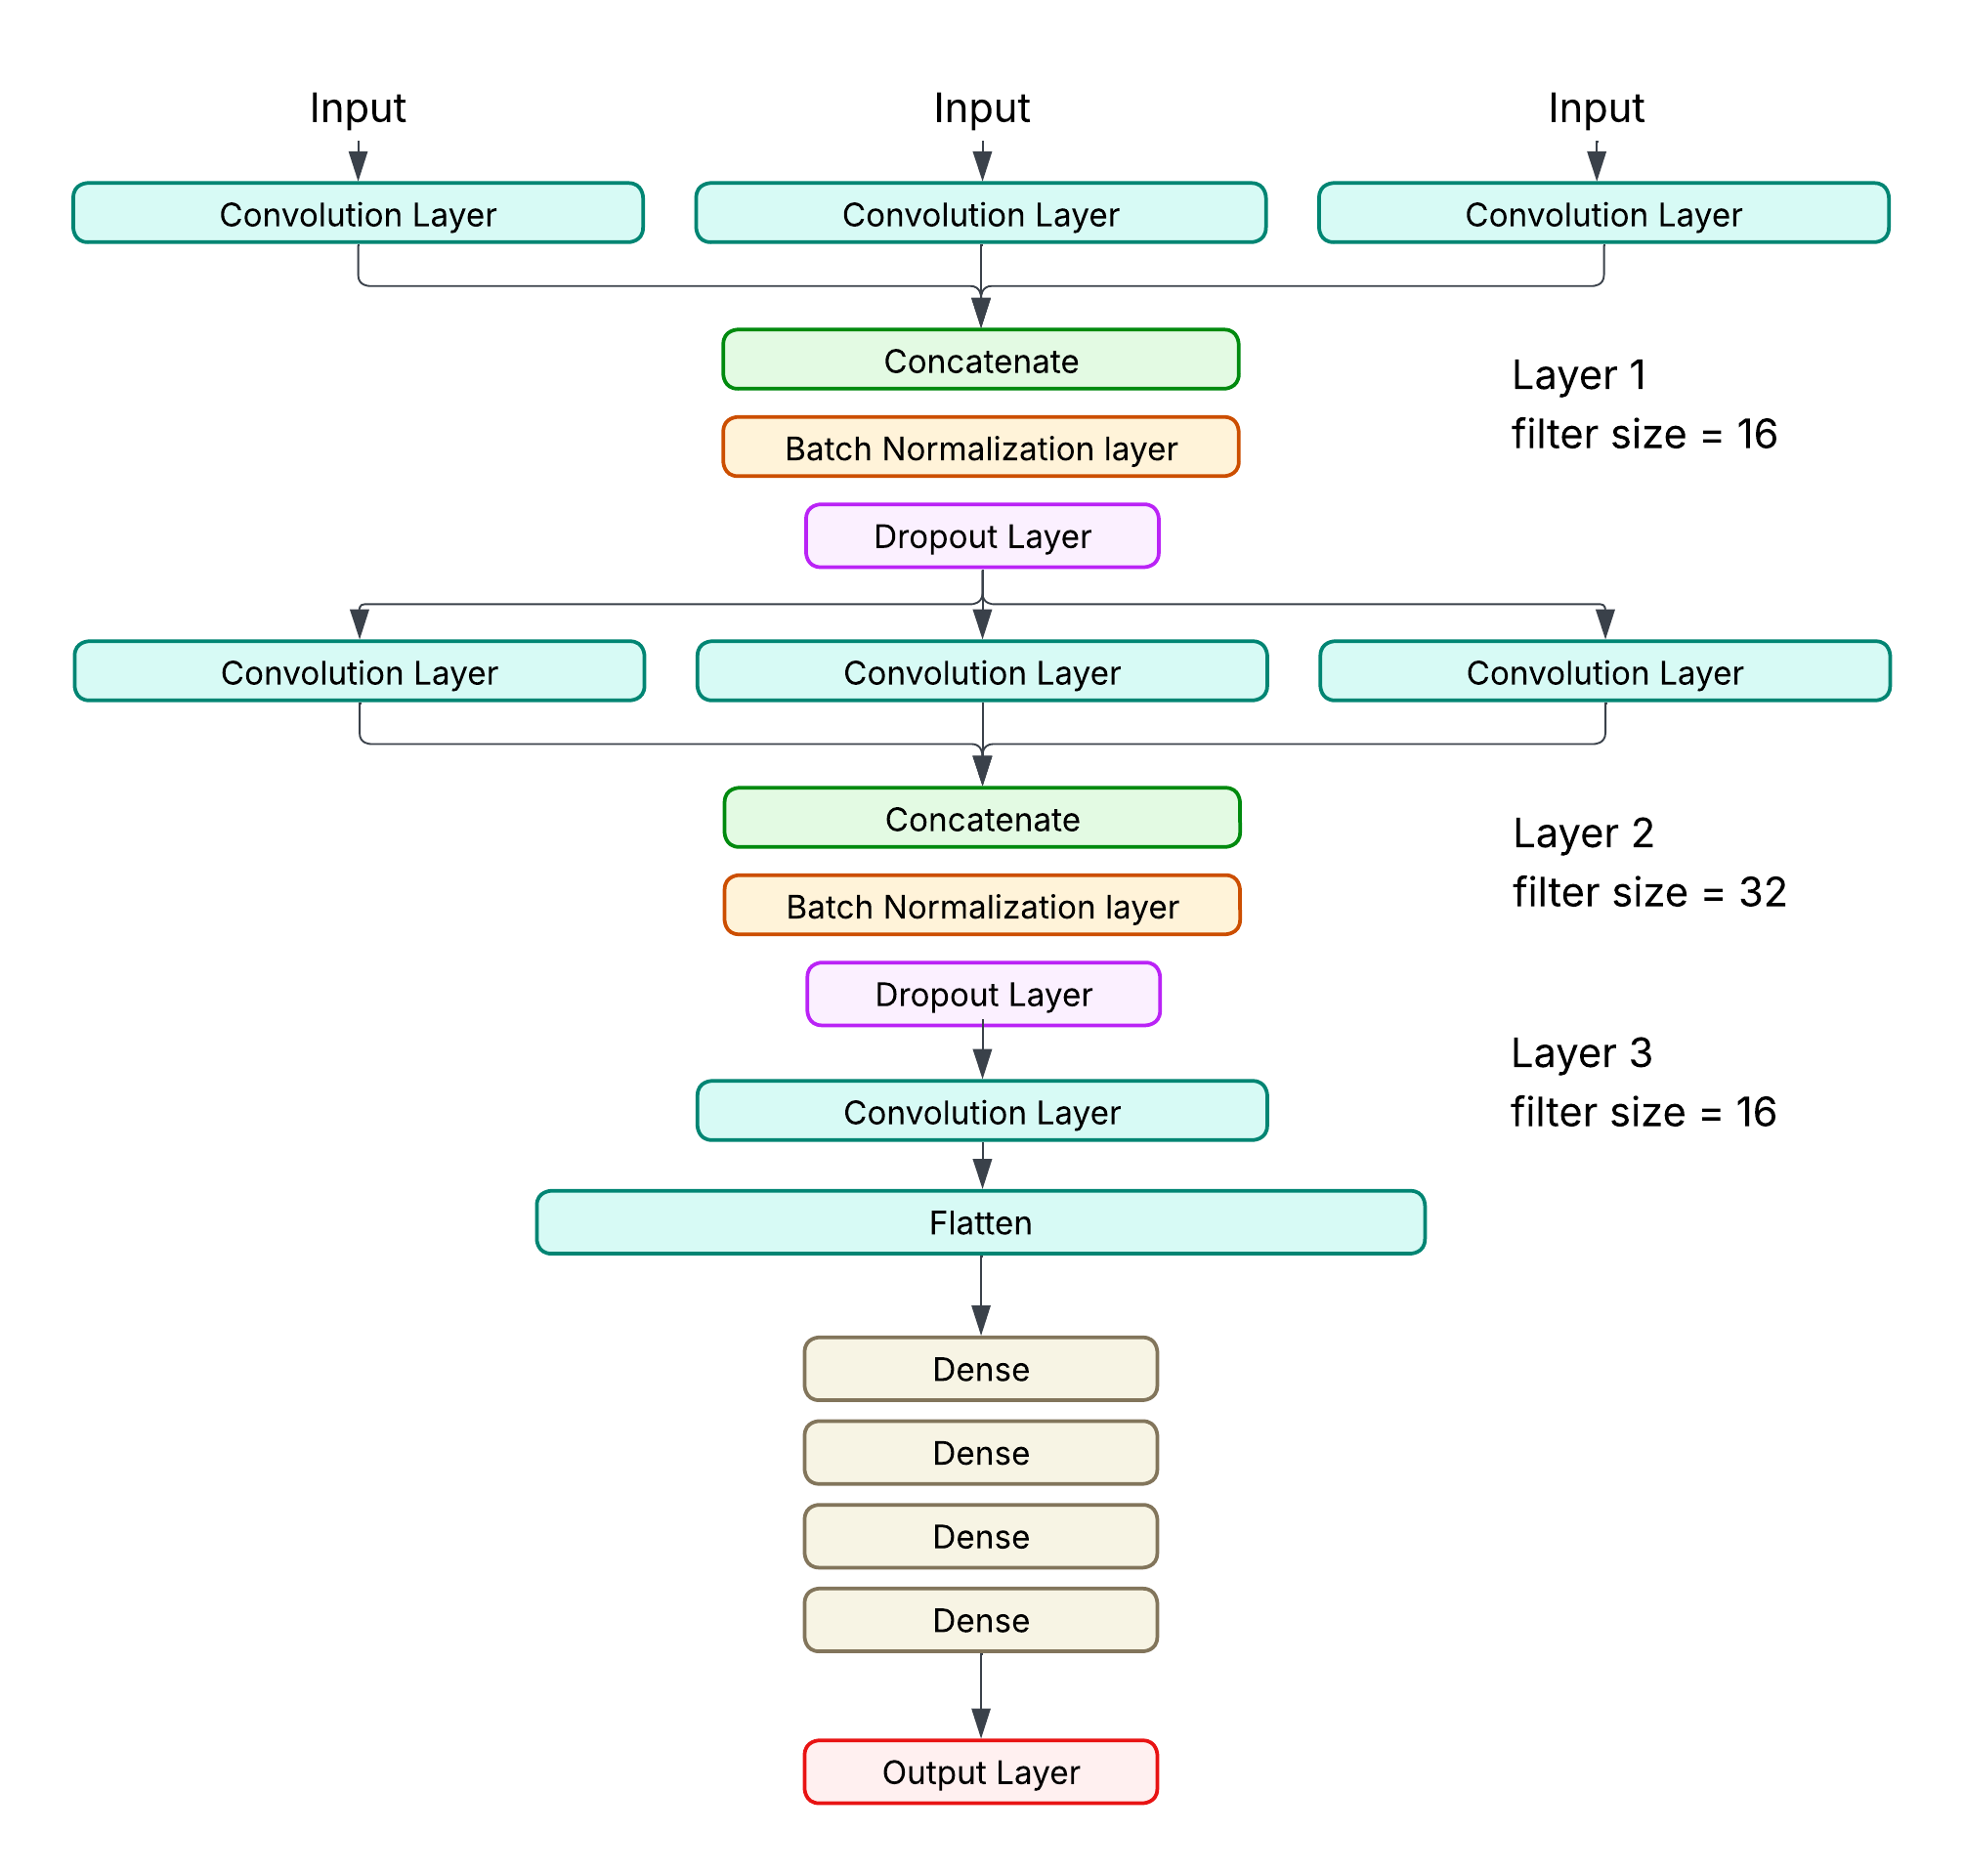 Input
Input
Input
Convolution Layer
Convolution Layer
Convolution Layer
Concatenate
Layer 1
filter size = 16
Batch Normalization layer
Dropout Layer
Convolution Layer
Convolution Layer
Convolution Layer
Concatenate
Layer 2
filter size = 32
Batch Normalization layer
Dropout Layer
Layer 3
filter size = 16
Convolution Layer
Flatten
Dense
Dense
Dense
Dense
Output Layer